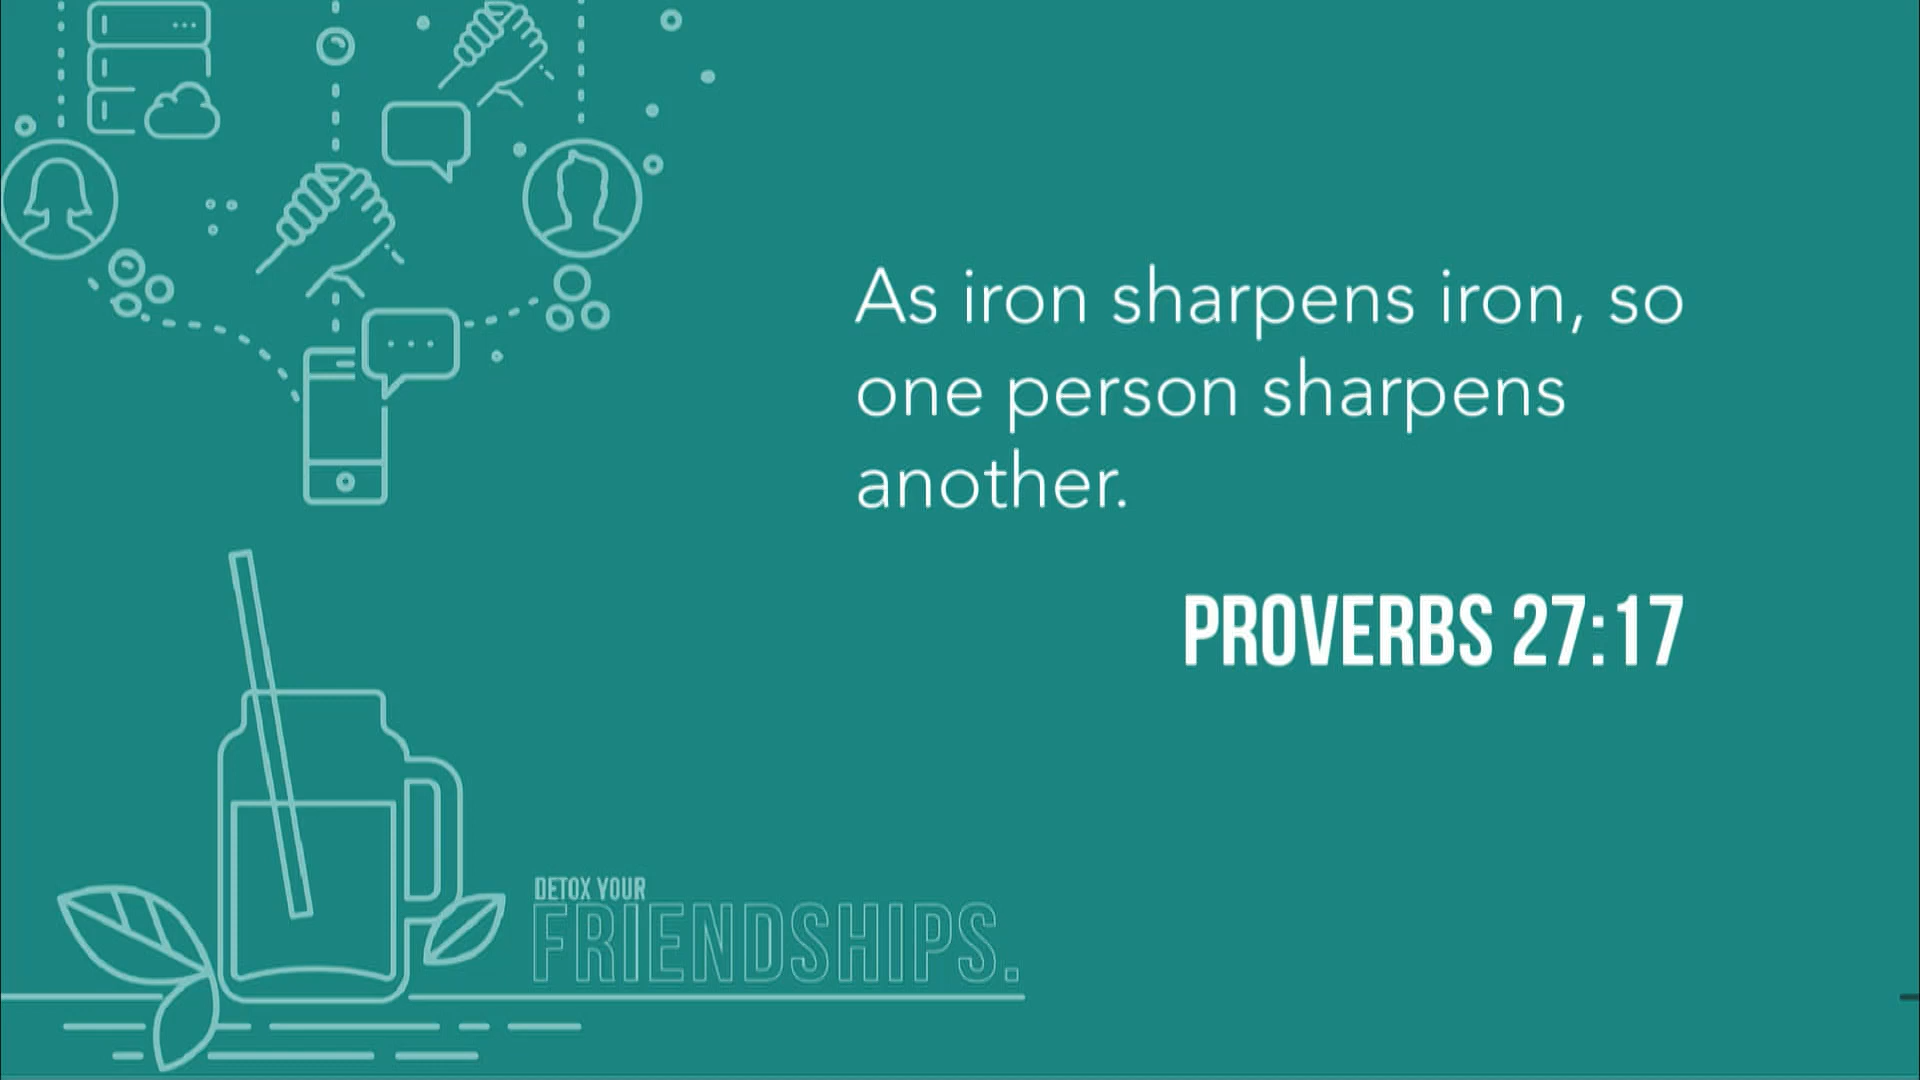 As iron sharpens iron, so
one person sharpens
another.
PROVERBS 27:17
DETOX YOUR
FRIENDSHIPS.